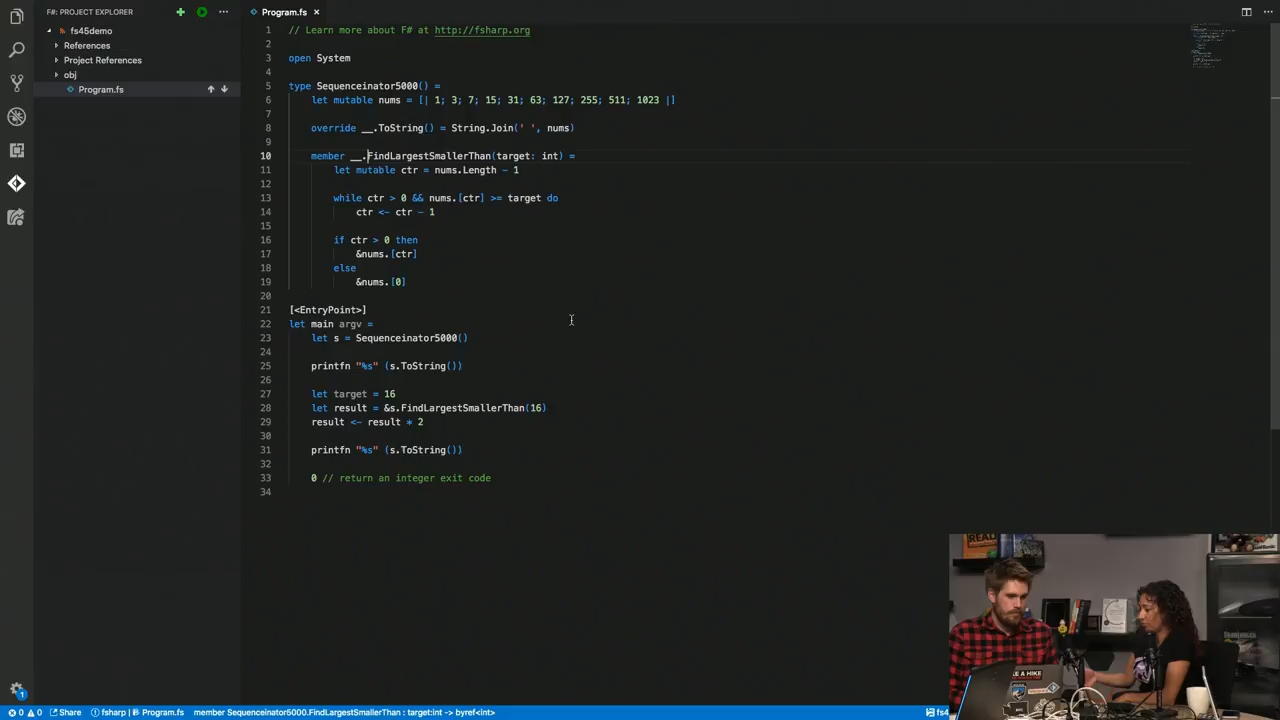 F#: PROJECT EXPLORER
Program.fs
fs45demo
References
Project References
obj
Program.fs
1 // Learn more about F# at http://fsharp.org
2
3 open System
4
5 type Sequenceinator5000() =
6 let mutable nums = [| 1; 3; 7; 15; 31; 63; 127; 255; 511; 1023 |]
7
8 override __.ToString() = String.Join(' ', nums)
9
10 member __.FindLargestSmallerThan(target: int) =
11 let mutable ctr = nums.Length - 1
12
13 while ctr > 0 && nums.[ctr] >= target do
14 ctr <- ctr - 1
15
16 if ctr > 0 then
17 &nums.[ctr]
18 else
19 &nums.[0]
20
21 [<EntryPoint>]
22 let main argv =
23 let s = Sequenceinator5000()
24
25 printfn "%s" (s.ToString())
26
27 let target = 16
28 let result = &s.FindLargestSmallerThan(16)
29 result <- result * 2
30
31 printfn "%s" (s.ToString())
32
33 0 // return an integer exit code
34
READ
TAKE A HIKE
1
0 0 Share fsharp | Program.fs member Sequenceinator5000.FindLargestSmallerThan : target:int -> byref<int> fs4